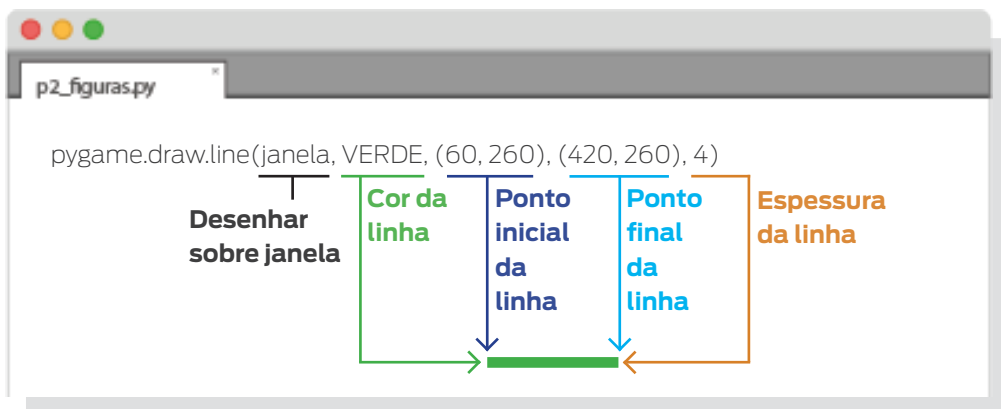 p2_figuras.py
×
pygame.draw.line(janela, VERDE, (60, 260), (420, 260), 4)
Desenhar
sobre janela
Cor da
linha
Ponto
inicial
da
linha
Ponto
final
da
linha
Espessura
da linha